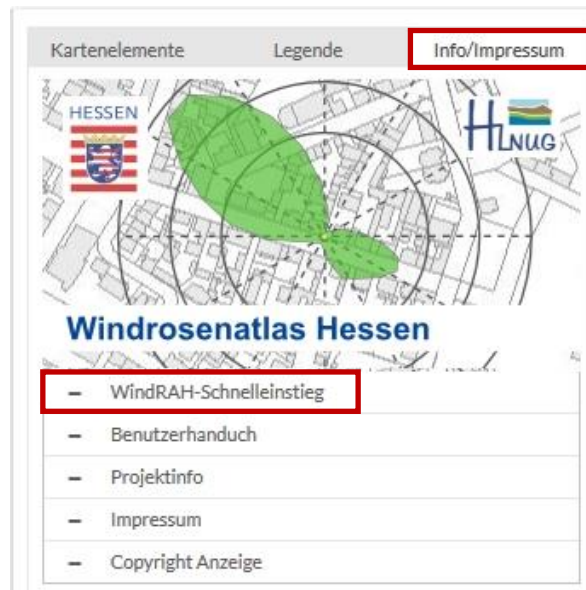 Kartenelemente Legende Info/Impressum
HESSEN
HLNUG
Windrosenatlas Hessen
– WindRAH-Schnelleinstieg
– Benutzerhanduch
– Projektinfo
– Impressum
– Copyright Anzeige